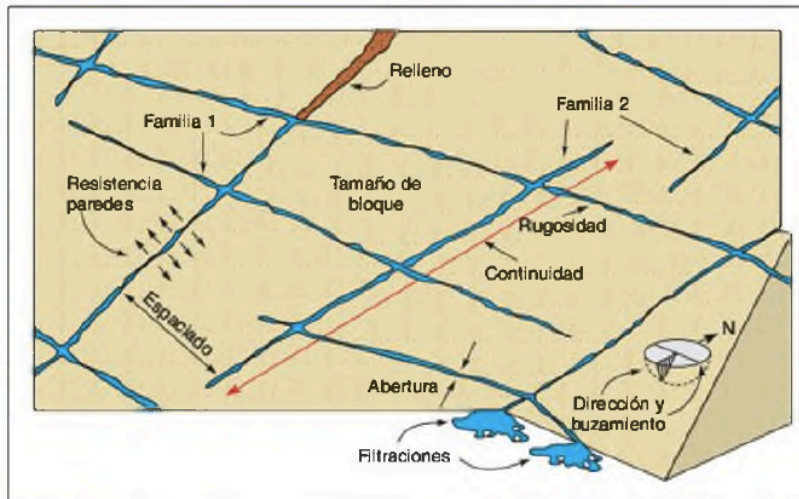 Relleno
Familia 1
Familia 2
Resistencia
paredes
Tamaño de
bloque
Rugosidad
Continuidad
Espaciado
N
Abertura
Dirección y
buzamiento
Filtraciones